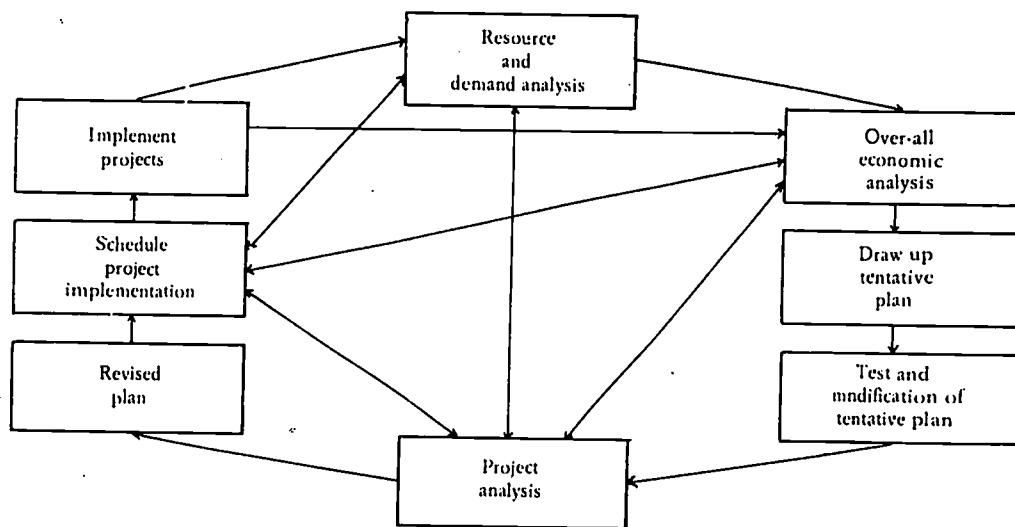 Resource
and
demand analysis
Implement
projects
Over-all
economic
analysis
Schedule
project
implementation
Draw up
tentative
plan
Revised
plan
Test and
modification of
tentative plan
Project
analysis